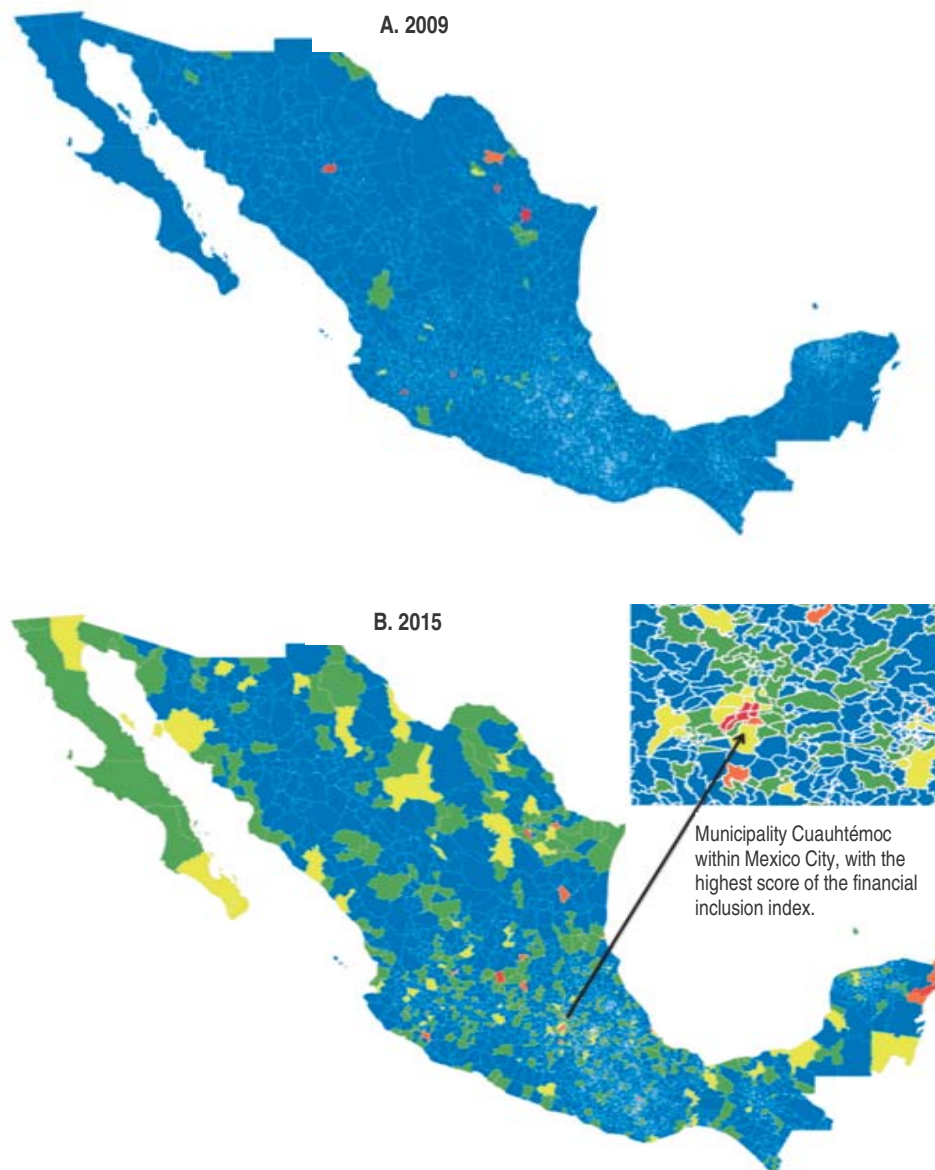 A. 2009
B. 2015
Municipality Cuauhtémoc
within Mexico City, with the
highest score of the financial
inclusion index.